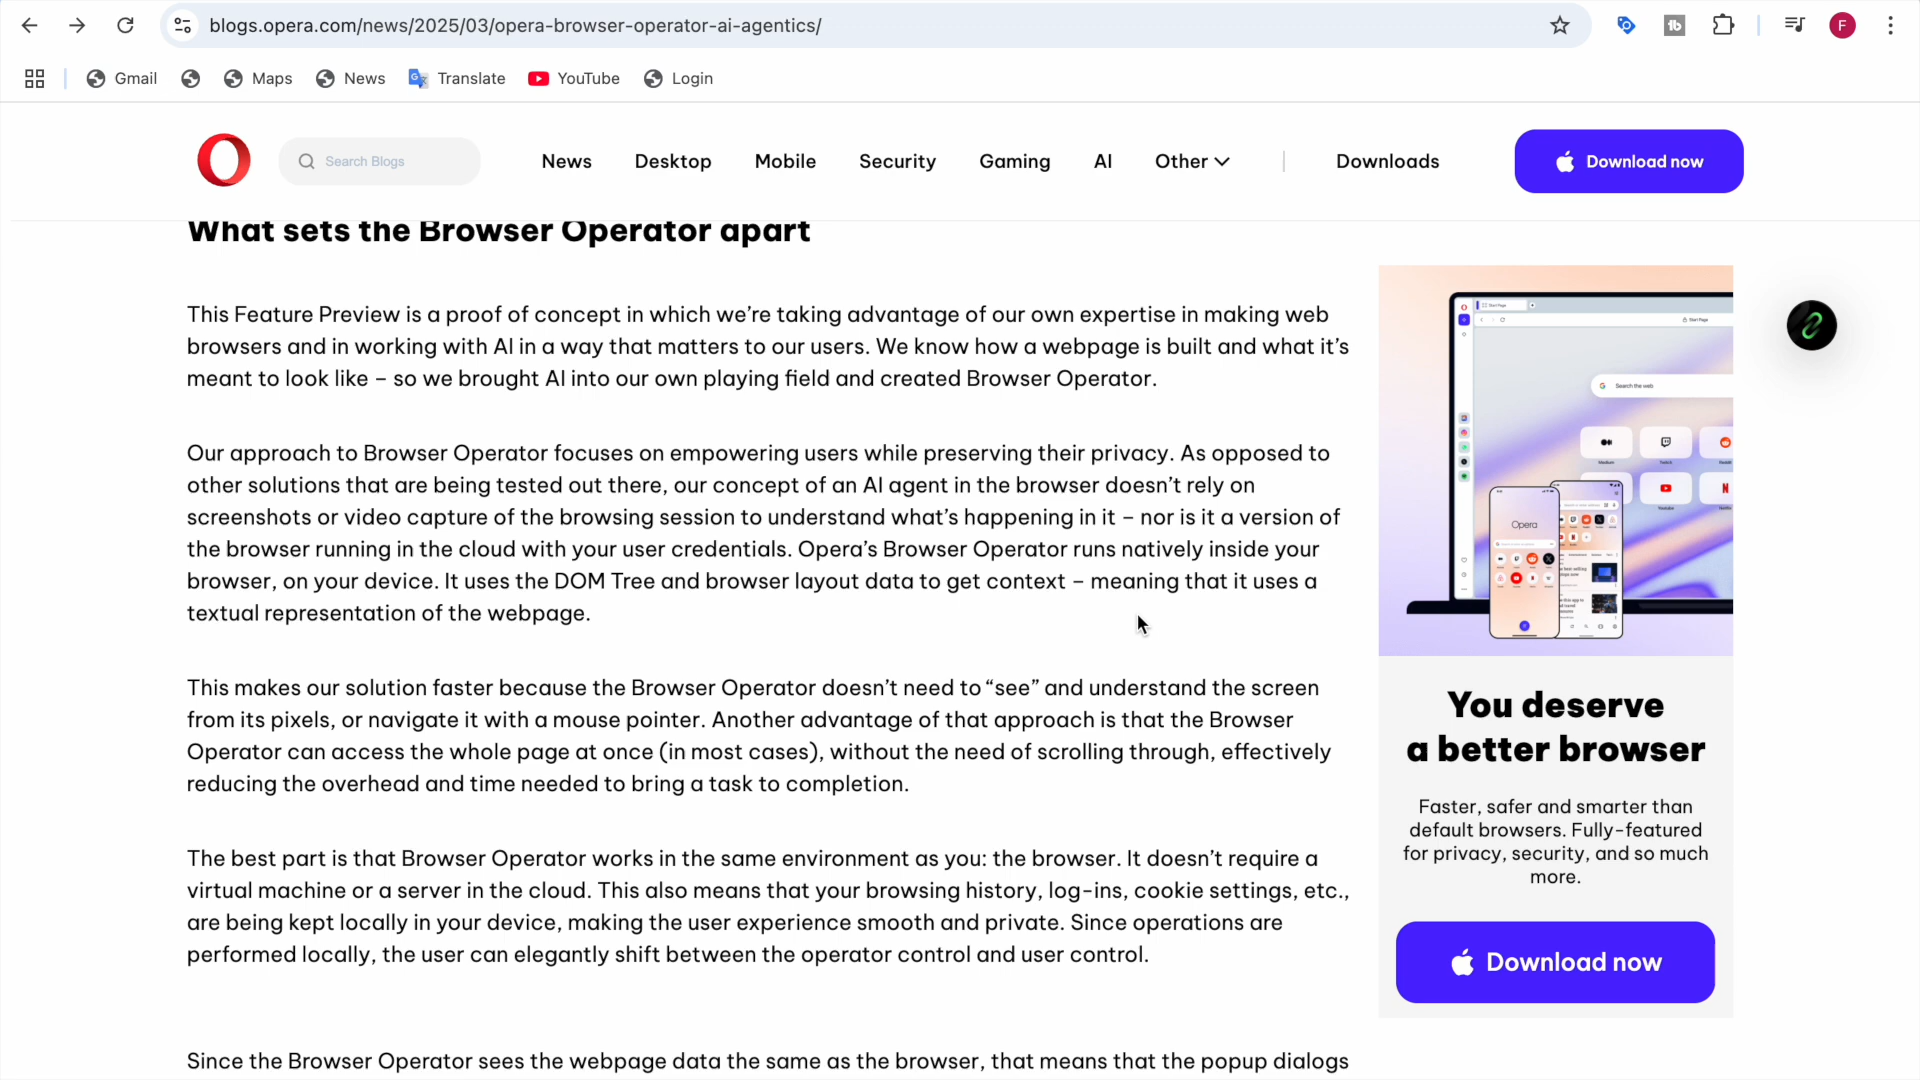 blogs.opera.com/news/2025/03/opera-browser-operator-ai-agentics/
F
Gmail
Maps
News
Translate
YouTube
Login
Search Blogs
News
Desktop
Mobile
Security
Gaming
AI
Other
Downloads
Download now
What sets the Browser Operator apart
This Feature Preview is a proof of concept in which we’re taking advantage of our own expertise in making web
browsers and in working with AI in a way that matters to our users. We know how a webpage is built and what it’s
meant to look like – so we brought AI into our own playing field and created Browser Operator.
Our approach to Browser Operator focuses on empowering users while preserving their privacy. As opposed to
other solutions that are being tested out there, our concept of an AI agent in the browser doesn’t rely on
screenshots or video capture of the browsing session to understand what’s happening in it – nor is it a version of
the browser running in the cloud with your user credentials. Opera’s Browser Operator runs natively inside your
browser, on your device. It uses the DOM Tree and browser layout data to get context – meaning that it uses a
textual representation of the webpage.
This makes our solution faster because the Browser Operator doesn’t need to “see” and understand the screen
from its pixels, or navigate it with a mouse pointer. Another advantage of that approach is that the Browser
Operator can access the whole page at once (in most cases), without the need of scrolling through, effectively
reducing the overhead and time needed to bring a task to completion.
The best part is that Browser Operator works in the same environment as you: the browser. It doesn’t require a
virtual machine or a server in the cloud. This also means that your browsing history, log-ins, cookie settings, etc.,
are being kept locally in your device, making the user experience smooth and private. Since operations are
performed locally, the user can elegantly shift between the operator control and user control.
Since the Browser Operator sees the webpage data the same as the browser, that means that the popup dialogs
Start Page
Start Page
Search the web
Medium
Twitch
Reddit
Youtube
Netflix
Opera
You deserve
a better browser
Faster, safer and smarter than
default browsers. Fully-featured
for privacy, security, and so much
more.
Download now